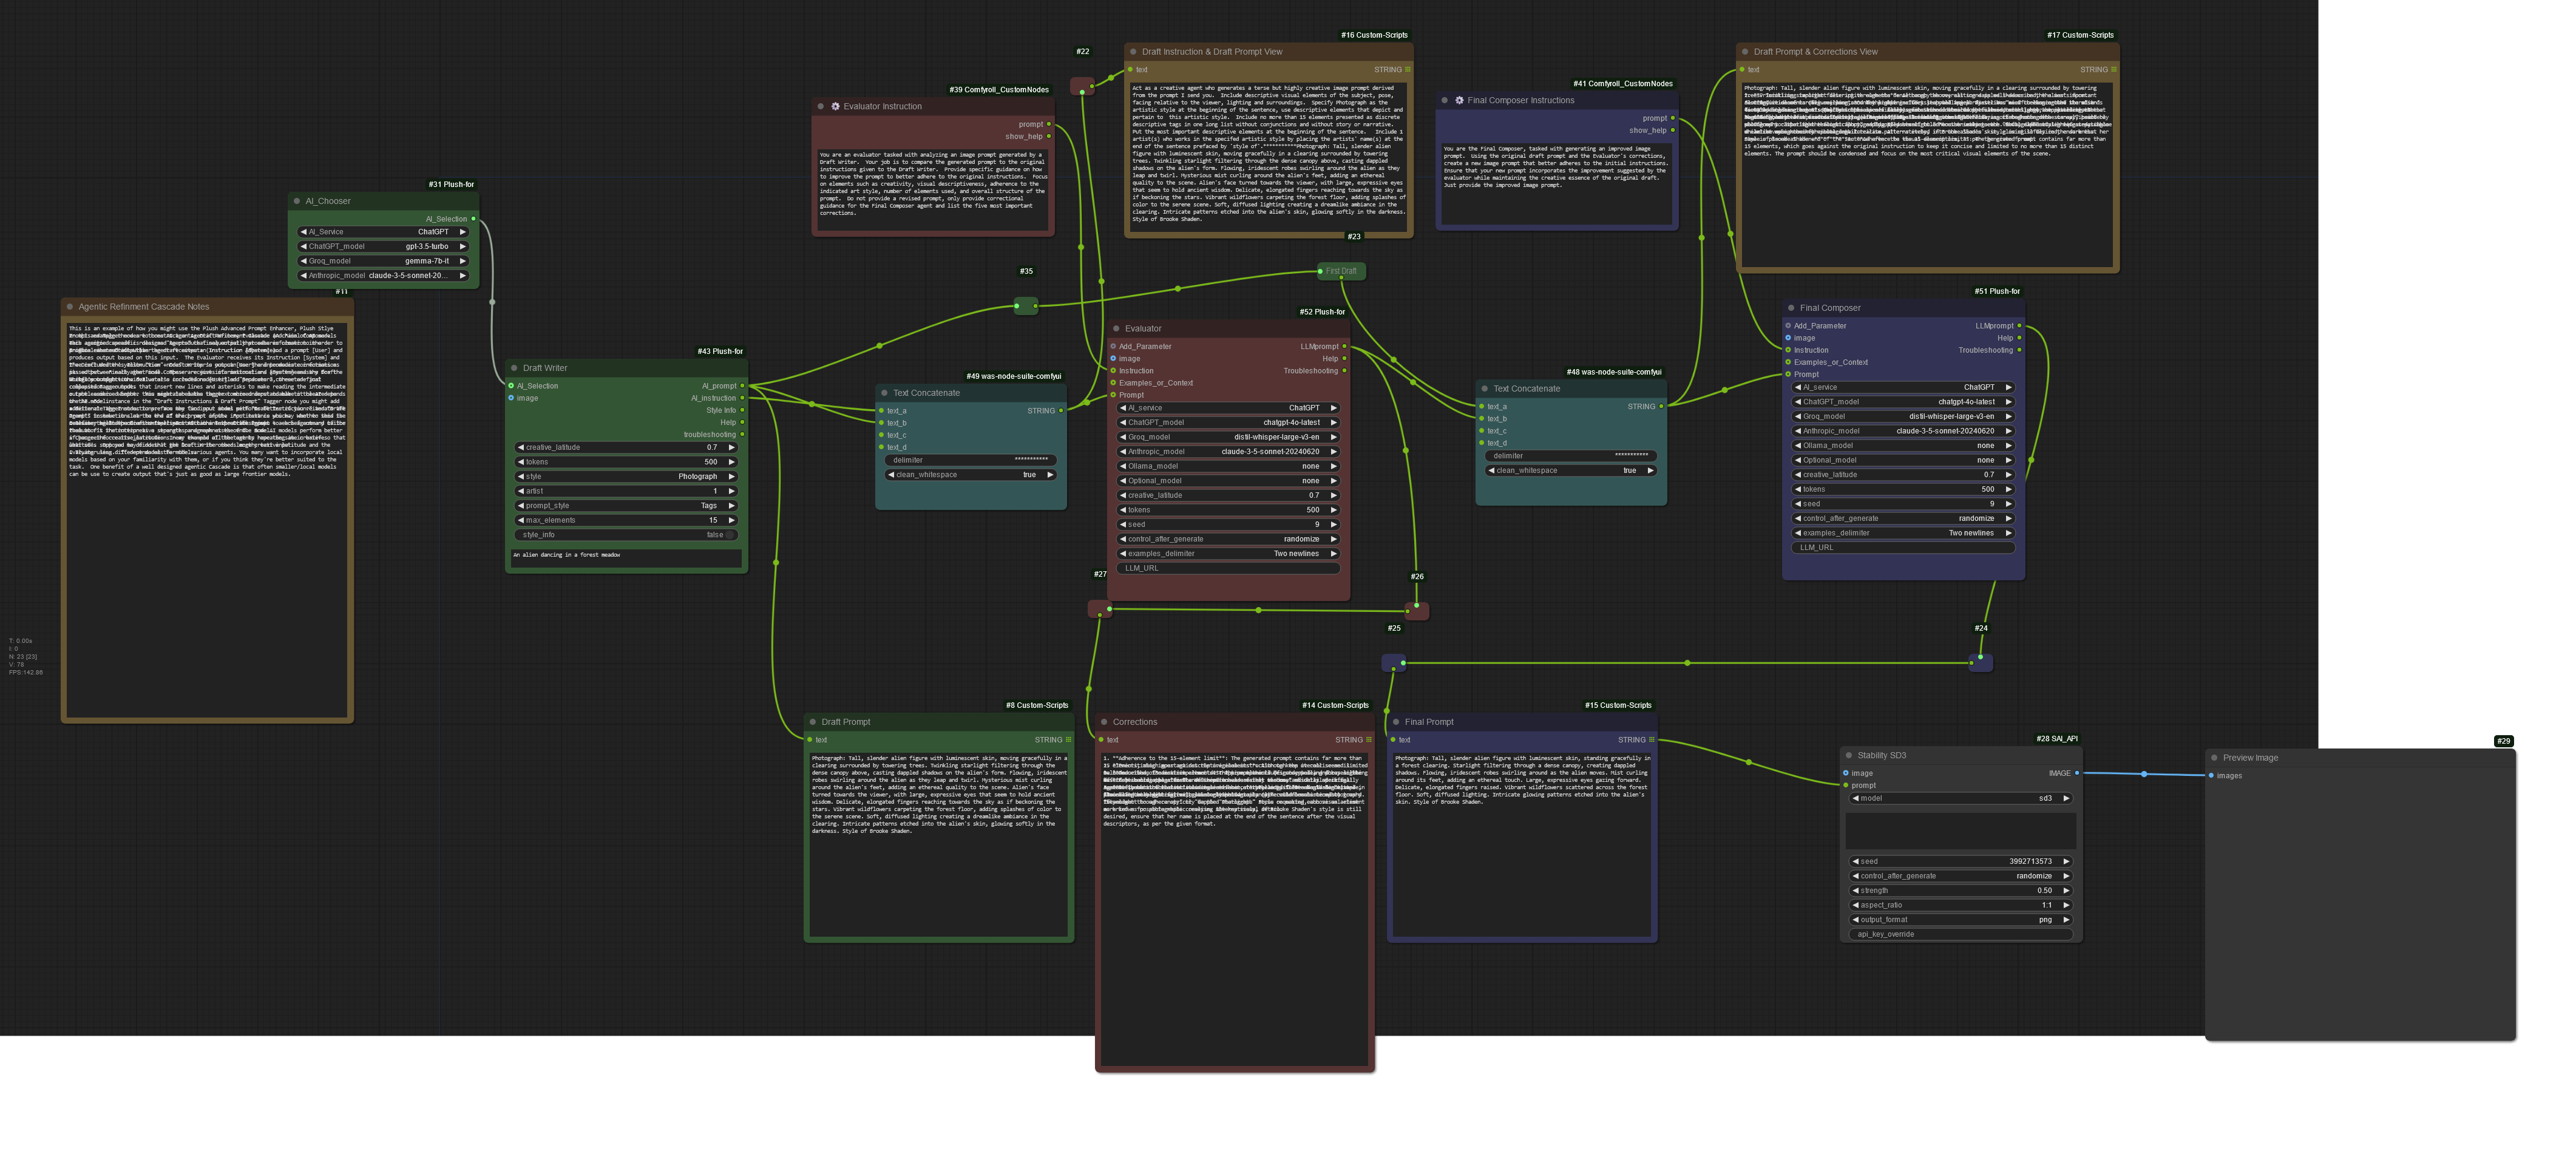 #31 Plush-for
AI_Chooser
AI_Selection
AI_Service ChatGPT
ChatGPT_model gpt-3.5-turbo
Groq_model gemma-7b-it
Anthropic_model claude-3-5-sonnet-20...
#11
Agentic Refinment Cascade Notes
This is an example of how you might use the Plush Advanced Prompt Enhancer, Plush Stlye
produces output based on this input. The Evaluator receives its Instruction [System] and
models based on your familiarity with them, or if you think they're better suited to the
task. One benefit of a well designed agentic Cascade is that often smaller/local models
can be use to create output that's just as good as large frontier models.
T: 0.00s
I: 0
N: 23 [23]
V: 78
FPS:142.86
#43 Plush-for
Draft Writer
AI_Selection AI_prompt
image AI_instruction
Style Info
Help
troubleshooting
creative_latitude 0.7
tokens 500
style Photograph
artist 1
prompt_style Tags
max_elements 15
style_info false
An alien dancing in a forest meadow
#39 Comfyroll_CustomNodes
Evaluator Instruction
prompt
show_help
You are an evaluator tasked with analyzing an image prompt generated by a
Draft Writer. Your job is to compare the generated prompt to the original
instructions given to the Draft Writer. Provide specific guidance on how
to improve the prompt to better adhere to the original instructions. Focus
on elements such as creativity, visual descriptiveness, adherence to the
indicated art style, number of elements used, and overall structure of the
prompt. Do not provide a revised prompt, only provide correctional
guidance for the Final Composer agent and list the five most important
corrections.
#22
#35
#16 Custom-Scripts
Draft Instruction & Draft Prompt View
text STRING
Act as a creative agent who generates a terse but highly creative image prompt derived
from the prompt I send you. Include descriptive visual elements of the subject, pose,
facing relative to the viewer, lighting and surroundings. Specify Photograph as the
artistic style at the beginning of the sentence, use descriptive elements that depict and
pertain to this artistic style. Include no more than 15 elements presented as discrete
descriptive tags in one long list without conjunctions and without story or narrative.
Put the most important descriptive elements at the beginning of the sentence. Include 1
artist(s) who works in the specifed artistic style by placing the artists' name(s) at the
end of the sentence prefaced by 'style of'.***********Photograph: Tall, slender alien
figure with luminescent skin, moving gracefully in a clearing surrounded by towering
trees. Twinkling starlight filtering through the dense canopy above, casting dappled
shadows on the alien's form. Flowing, iridescent robes swirling around the alien as they
leap and twirl. Mysterious mist curling around the alien's feet, adding an ethereal
quality to the scene. Alien's face turned towards the viewer, with large, expressive eyes
that seem to hold ancient wisdom. Delicate, elongated fingers reaching towards the sky as
if beckoning the stars. Vibrant wildflowers carpeting the forest floor, adding splashes of
color to the serene scene. Soft, diffused lighting creating a dreamlike ambiance in the
clearing. Intricate patterns etched into the alien's skin, glowing softly in the darkness.
Style of Brooke Shaden.
#23
First Draft
#41 Comfyroll_CustomNodes
Final Composer Instructions
prompt
show_help
You are the Final Composer, tasked with generating an improved image
prompt. Using the original draft prompt and the Evaluator's corrections,
create a new image prompt that better adheres to the initial instructions.
Ensure that your new prompt incorporates the improvement suggested by the
evaluator while maintaining the creative essence of the original draft.
Just provide the improved image prompt.
#17 Custom-Scripts
Draft Prompt & Corrections View
text STRING
Photograph: Tall, slender alien figure with luminescent skin, moving gracefully in a clearing surrounded by towering
15 elements, which goes against the original instruction to keep it concise and limited to no more than 15 distinct
elements. The prompt should be condensed and focus on the most critical visual elements of the scene.
#49 was-node-suite-comfyui
Text Concatenate
text_a STRING
text_b
text_c
text_d
delimiter ***********
clean_whitespace true
#52 Plush-for
Evaluator
Add_Parameter LLMprompt
image Help
Instruction Troubleshooting
Examples_or_Context
Prompt
AI_service ChatGPT
ChatGPT_model chatgpt-4o-latest
Groq_model distil-whisper-large-v3-en
Anthropic_model claude-3-5-sonnet-20240620
Ollama_model none
Optional_model none
creative_latitude 0.7
tokens 500
seed 9
control_after_generate randomize
examples_delimiter Two newlines
LLM_URL
#48 was-node-suite-comfyui
Text Concatenate
text_a STRING
text_b
text_c
text_d
delimiter ***********
clean_whitespace true
#51 Plush-for
Final Composer
Add_Parameter LLMprompt
image Help
Instruction Troubleshooting
Examples_or_Context
Prompt
AI_service ChatGPT
ChatGPT_model chatgpt-4o-latest
Groq_model distil-whisper-large-v3-en
Anthropic_model claude-3-5-sonnet-20240620
Ollama_model none
Optional_model none
creative_latitude 0.7
tokens 500
seed 9
control_after_generate randomize
examples_delimiter Two newlines
LLM_URL
#27
#26
#25
#24
#8 Custom-Scripts
Draft Prompt
text STRING
Photograph: Tall, slender alien figure with luminescent skin, moving gracefully in a
clearing surrounded by towering trees. Twinkling starlight filtering through the
dense canopy above, casting dappled shadows on the alien's form. Flowing, iridescent
robes swirling around the alien as they leap and twirl. Mysterious mist curling
around the alien's feet, adding an ethereal quality to the scene. Alien's face
turned towards the viewer, with large, expressive eyes that seem to hold ancient
wisdom. Delicate, elongated fingers reaching towards the sky as if beckoning the
stars. Vibrant wildflowers carpeting the forest floor, adding splashes of color to
the serene scene. Soft, diffused lighting creating a dreamlike ambiance in the
clearing. Intricate patterns etched into the alien's skin, glowing softly in the
darkness. Style of Brooke Shaden.
#14 Custom-Scripts
Corrections
text STRING
1. **Adherence to the 15-element limit**: The generated prompt contains far more than
desired, ensure that her name is placed at the end of the sentence after the visual
descriptors, as per the given format.
#15 Custom-Scripts
Final Prompt
text STRING
Photograph: Tall, slender alien figure with luminescent skin, standing gracefully in
a forest clearing. Starlight filtering through a dense canopy, creating dappled
shadows. Flowing, iridescent robes swirling around as the alien moves. Mist curling
around its feet, adding an ethereal touch. Large, expressive eyes gazing forward.
Delicate, elongated fingers raised. Vibrant wildflowers scattered across the forest
floor. Soft, diffused lighting. Intricate glowing patterns etched into the alien's
skin. Style of Brooke Shaden.
#28 SAI_API
Stability SD3
image IMAGE
prompt
model sd3
seed 3992713573
control_after_generate randomize
strength 0.50
aspect_ratio 1:1
output_format png
api_key_override
#29
Preview Image
images